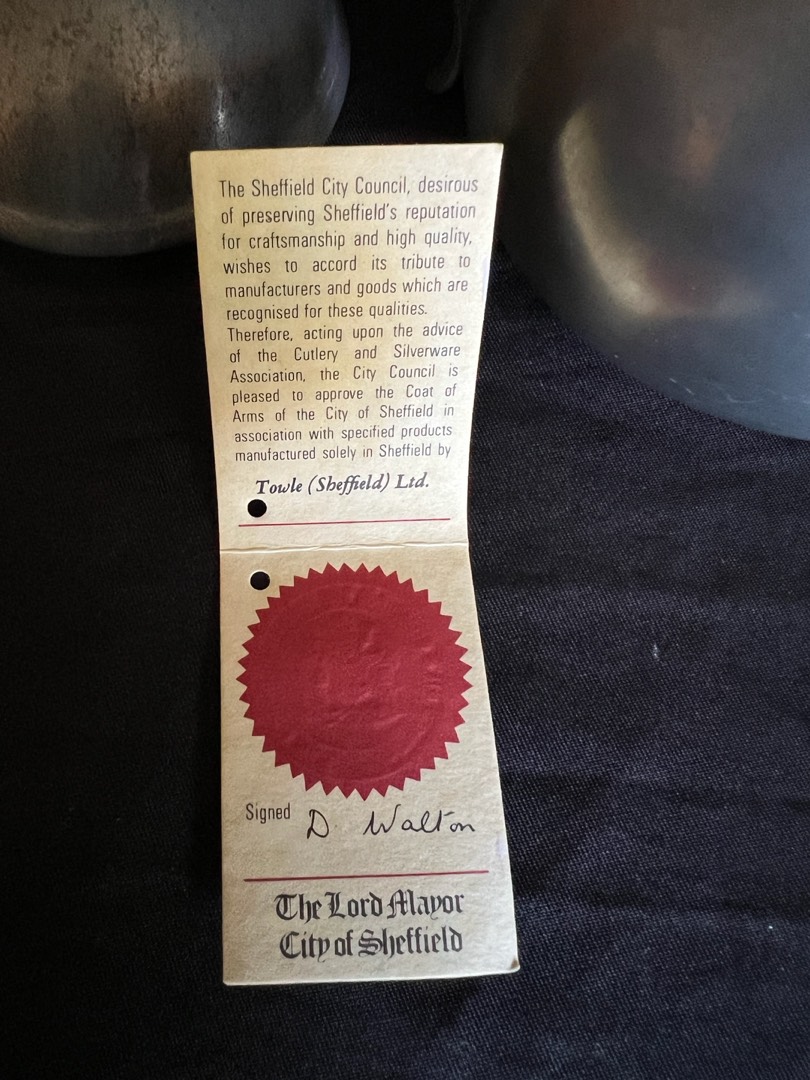 The Sheffield City Council, desirous
of preserving Sheffield's reputation
for craftsmanship and high quality,
wishes to accord its tribute to
manufacturers and goods which are
recognised for these qualities.
Therefore, acting upon the advice
of the Cutlery and Silverware
Association, the City Council is
pleased to approve the Coat of
Arms of the City of Sheffield in
association with specified products
manufactured solely in Sheffield by
Towle (Sheffield) Ltd.
Signed D. Walton
The Lord Mayor
City of Sheffield